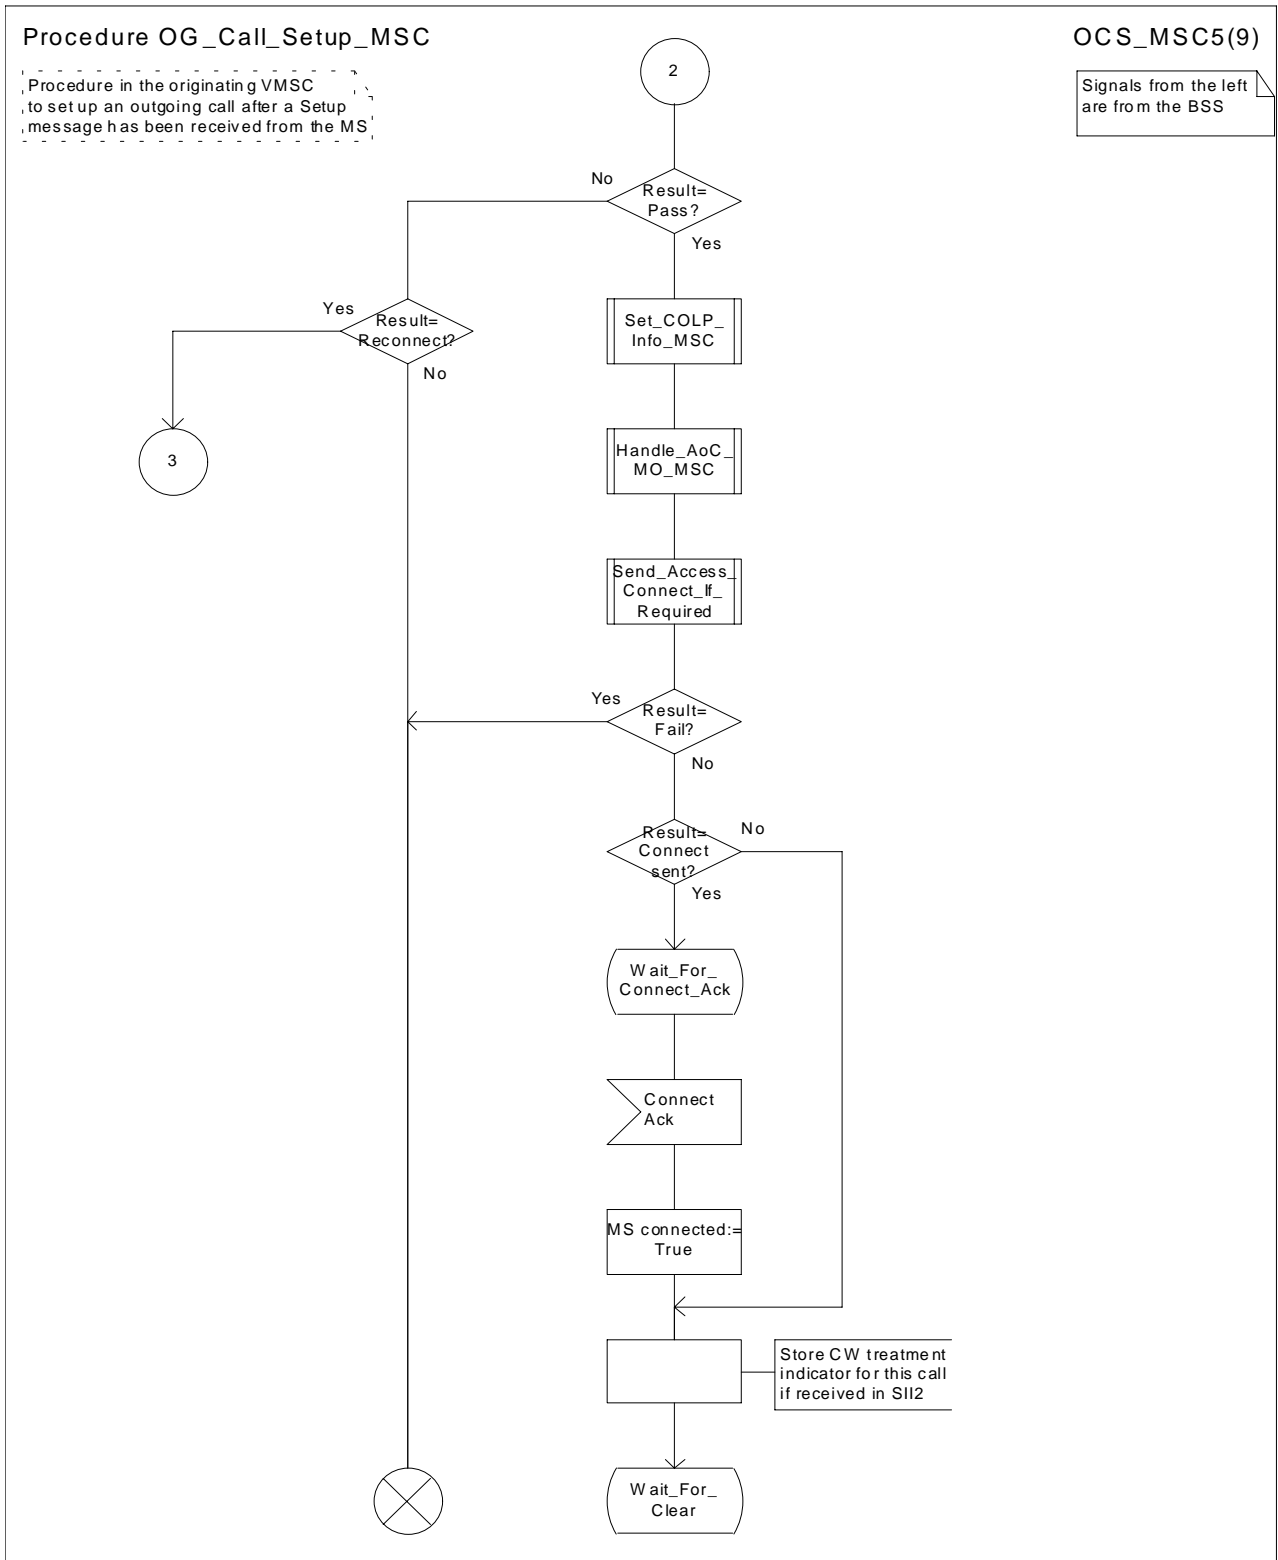 Procedure OG_Call_Setup_MSC
OCS_MSC5(9)
Procedure in the originating VMSC
to set up an outgoing call after a Setup
message has been received from the MS
2
Signals from the left
are from the BSS
No
Result=
Pass?
Yes
Yes
Result=
Reconnect?
No
Set_COLP_
Info_MSC
3
Handle_AoC_
MO_MSC
Send_Access_
Connect_If_
Required
Yes
Result=
Fail?
No
Result=
Connect
sent?
No
Yes
Wait_For_
Connect_Ack
Connect
Ack
MS connected:=
True
Store CW treatment
indicator for this call
if received in SII2
Wait_For_
Clear